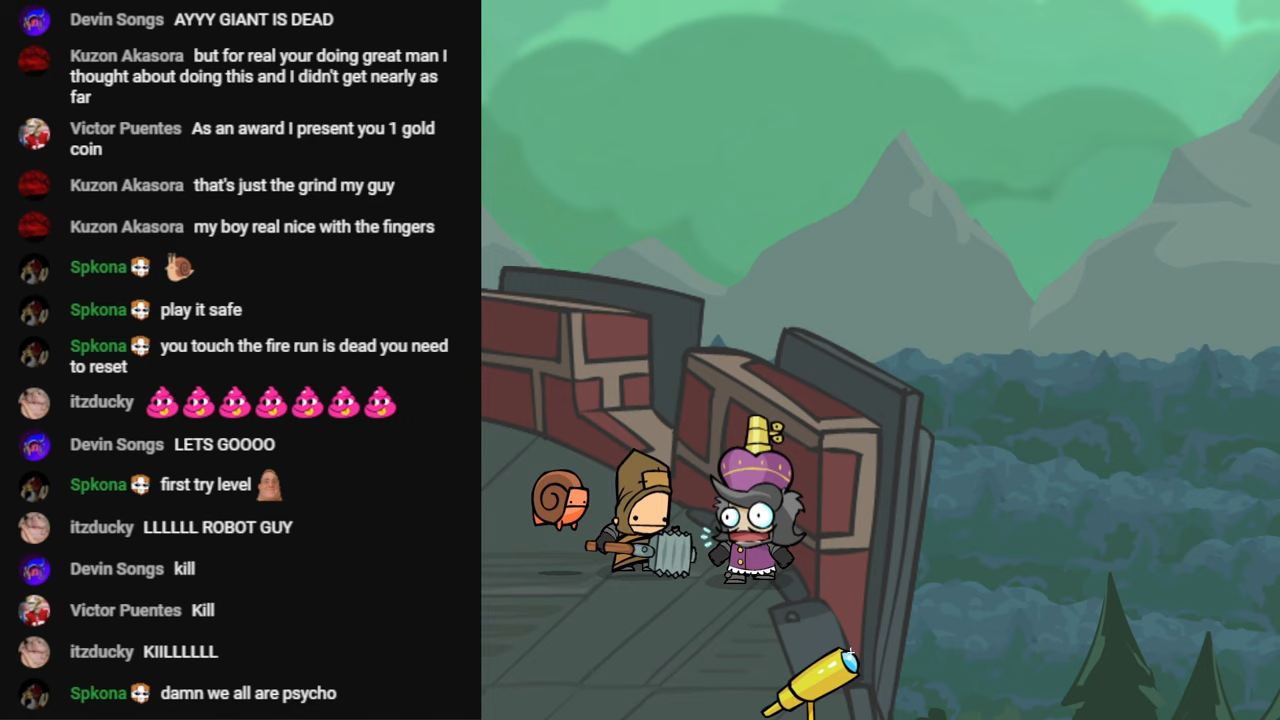 Devin Songs AYYY GIANT IS DEAD
Kuzon Akasora but for real your doing great man I
thought about doing this and I didn't get nearly as
far
Victor Puentes As an award I present you 1 gold
coin
Kuzon Akasora that's just the grind my guy
Kuzon Akasora my boy real nice with the fingers
Spkona
Spkona play it safe
Spkona you touch the fire run is dead you need
to reset
itzducky
Devin Songs LETS GOOOO
Spkona first try level
itzducky LLLLLL ROBOT GUY
Devin Songs kill
Victor Puentes Kill
itzducky KIILLLLLL
Spkona damn we all are psycho